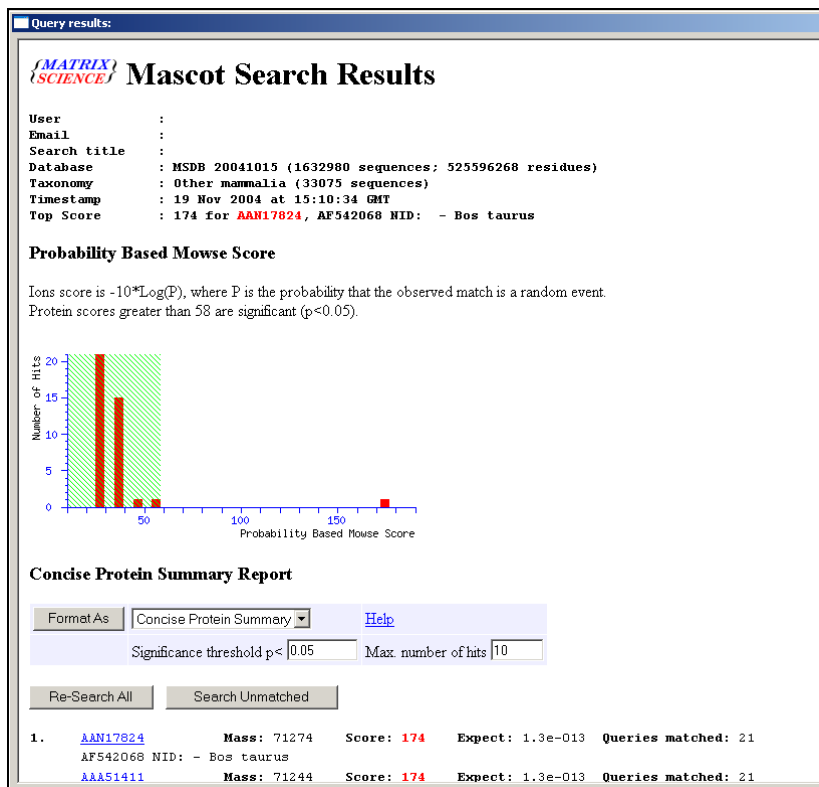 Query results:
{MATRIX
{SCIENCE} Mascot Search Results
User :
Email :
Search title :
Database : MSDB 20041015 (1632980 sequences; 525596268 residues)
Taxonomy : Other mammalia (33075 sequences)
Timestamp : 19 Nov 2004 at 15:10:34 GMT
Top Score : 174 for AAN17824, AF542068 NID: - Bos taurus
Probability Based Mowse Score
Ions score is -10*Log(P), where P is the probability that the observed match is a random event.
Protein scores greater than 58 are significant (p<0.05).
Number of Hits
20
15
10
5
0
50 100 150
Probability Based Mowse Score
Concise Protein Summary Report
Format As Concise Protein Summary Help
Significance threshold p< 0.05 Max. number of hits 10
Re-Search All Search Unmatched
1. AAN17824 Mass: 71274 Score: 174 Expect: 1.3e-013 Queries matched: 21
AF542068 NID: - Bos taurus
AAA51411 Mass: 71244 Score: 174 Expect: 1.3e-013 Queries matched: 21